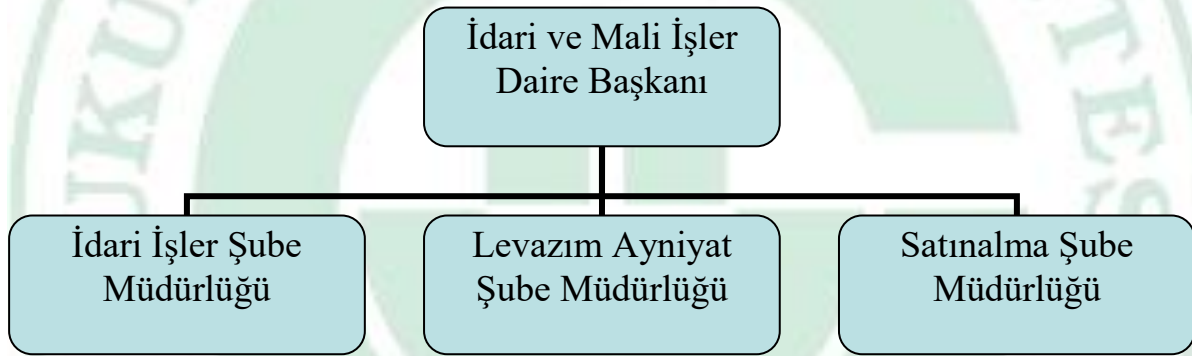 İdari ve Mali İşler
Daire Başkanı
İdari İşler Şube
Müdürlüğü
Levazım Ayniyat
Şube Müdürlüğü
Satınalma Şube
Müdürlüğü